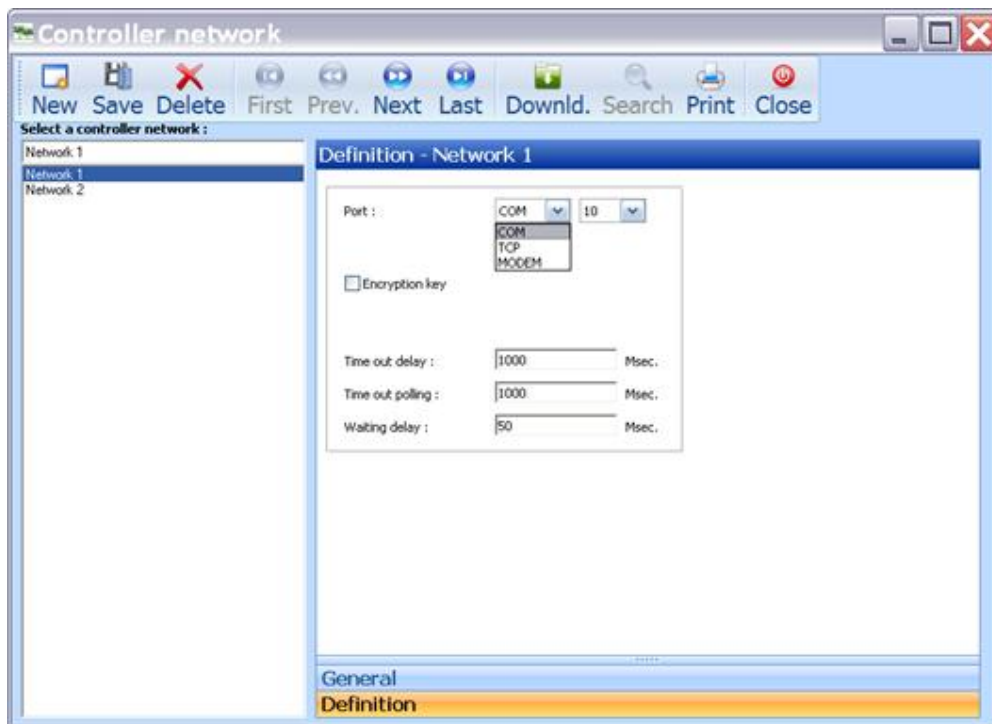 Controller network
New Save Delete First Prev. Next Last Downld. Search Print Close
Select a controller network :
Network 1
Network 1
Network 2
Definition - Network 1
Port : COM 10
COM
TCP
MODEM
Encryption key
Time out delay : 1000 Msec.
Time out polling : 1000 Msec.
Waiting delay : 50 Msec.
General
Definition